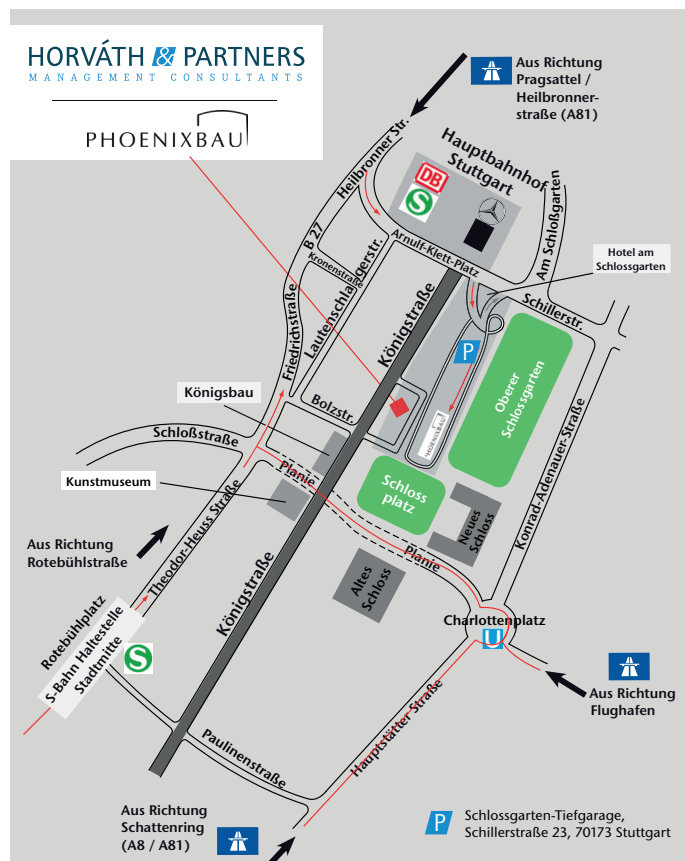 HORVÁTH & PARTNERS
MANAGEMENT CONSULTANTS
PHOENIXBAU
Aus Richtung
Pragsattel /
Heilbronner-
straße (A81)
Heilbronner Str.
Hauptbahnhof
Stuttgart
DB
S
Am Schloßgarten
B 27
Arnulf-Klett-Platz
Hotel am
Schlossgarten
Kronenstraße
Lautenschlagerstr.
Königstraße
Schillerstr.
Friedrichstraße
P
Oberer
Schlossgarten
Königsbau
Bolzstr.
PHOENIXBAU
Schloßstraße
Konrad-Adenauer-Straße
Kunstmuseum
Planie
Schloss
platz
Neues
Schloss
Theodor-Heuss Straße
Aus Richtung
Rotebühlstraße
Planie
Altes
Schloss
Königstraße
Charlottenplatz
U
Rotebühlplatz
S-Bahn Haltestelle
Stadtmitte
S
Aus Richtung
Flughafen
Hauptstätter Straße
Paulinenstraße
Aus Richtung
Schattenring
(A8 / A81)
P
Schlossgarten-Tiefgarage,
Schillerstraße 23, 70173 Stuttgart